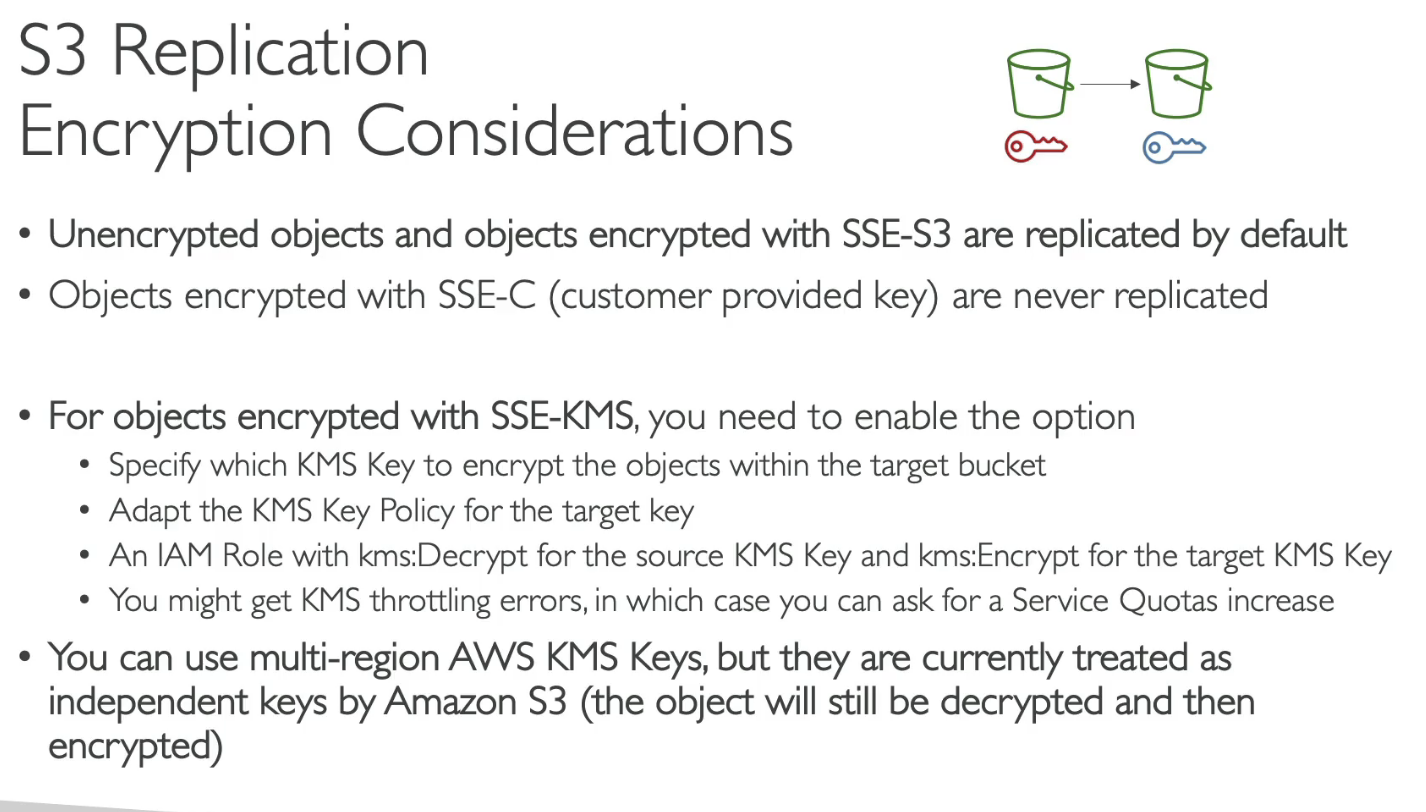 S3 Replication
Encryption Considerations
• Unencrypted objects and objects encrypted with SSE-S3 are replicated by default
• Objects encrypted with SSE-C (customer provided key) are never replicated
• For objects encrypted with SSE-KMS, you need to enable the option
• Specify which KMS Key to encrypt the objects within the target bucket
• Adapt the KMS Key Policy for the target key
• An IAM Role with kms:Decrypt for the source KMS Key and kms:Encrypt for the target KMS Key
• You might get KMS throttling errors, in which case you can ask for a Service Quotas increase
• You can use multi-region AWS KMS Keys, but they are currently treated as
independent keys by Amazon S3 (the object will still be decrypted and then
encrypted)